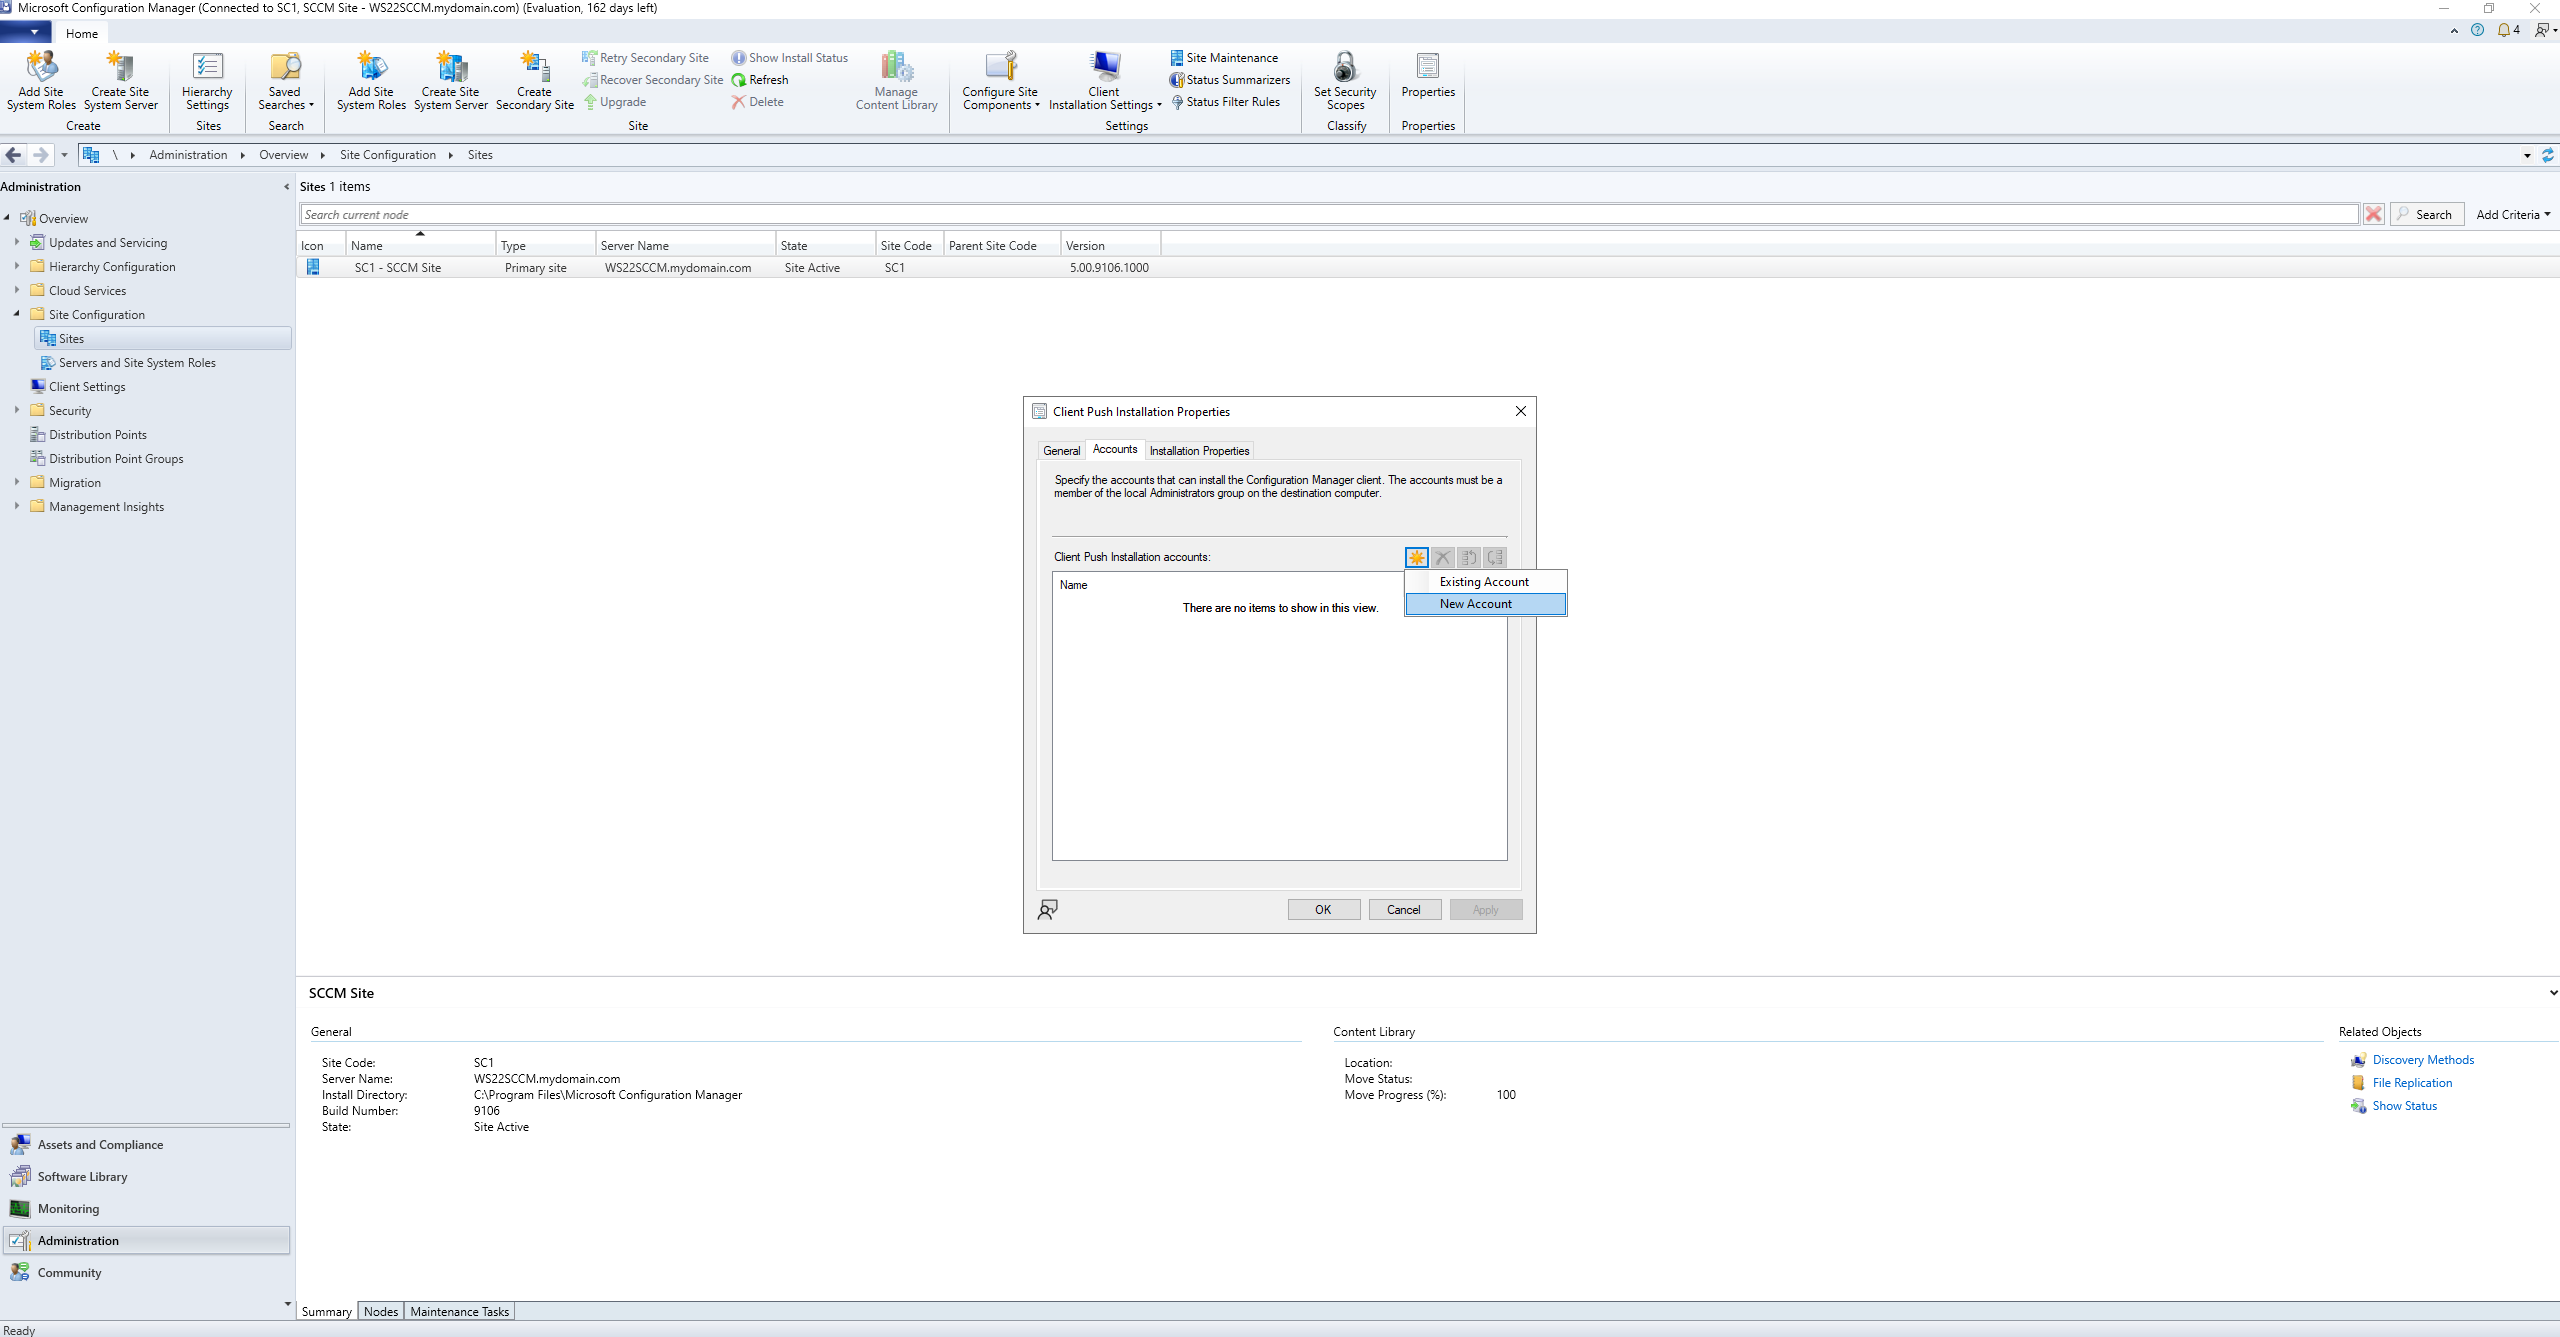 Microsoft Configuration Manager (Connected to SC1, SCCM Site - WS22SCCM.mydomain.com) (Evaluation, 162 days left)
Home
4
Add Site System Roles
Create Site System Server
Create
Hierarchy Settings
Sites
Saved Searches
Search
Add Site System Roles
Create Site System Server
Create Secondary Site
Retry Secondary Site
Recover Secondary Site
Upgrade
Show Install Status
Refresh
Delete
Manage Content Library
Site
Configure Site Components
Client Installation Settings
Site Maintenance
Status Summarizers
Status Filter Rules
Settings
Set Security Scopes
Classify
Properties
Properties
\ Administration Overview Site Configuration Sites
Administration
Overview
Updates and Servicing
Hierarchy Configuration
Cloud Services
Site Configuration
Sites
Servers and Site System Roles
Client Settings
Security
Distribution Points
Distribution Point Groups
Migration
Management Insights
Assets and Compliance
Software Library
Monitoring
Administration
Community
Sites 1 items
Search current node
Search
Add Criteria
Icon Name Type Server Name State Site Code Parent Site Code Version
SC1 - SCCM Site Primary site WS22SCCM.mydomain.com Site Active SC1 5.00.9106.1000
Client Push Installation Properties
General Accounts Installation Properties
Specify the accounts that can install the Configuration Manager client. The accounts must be a
member of the local Administrators group on the destination computer.
Client Push Installation accounts:
Existing Account
New Account
Name
There are no items to show in this view.
OK Cancel Apply
SCCM Site
General
Site Code: SC1
Server Name: WS22SCCM.mydomain.com
Install Directory: C:\Program Files\Microsoft Configuration Manager
Build Number: 9106
State: Site Active
Content Library
Location:
Move Status:
Move Progress (%): 100
Related Objects
Discovery Methods
File Replication
Show Status
Summary Nodes Maintenance Tasks
Ready